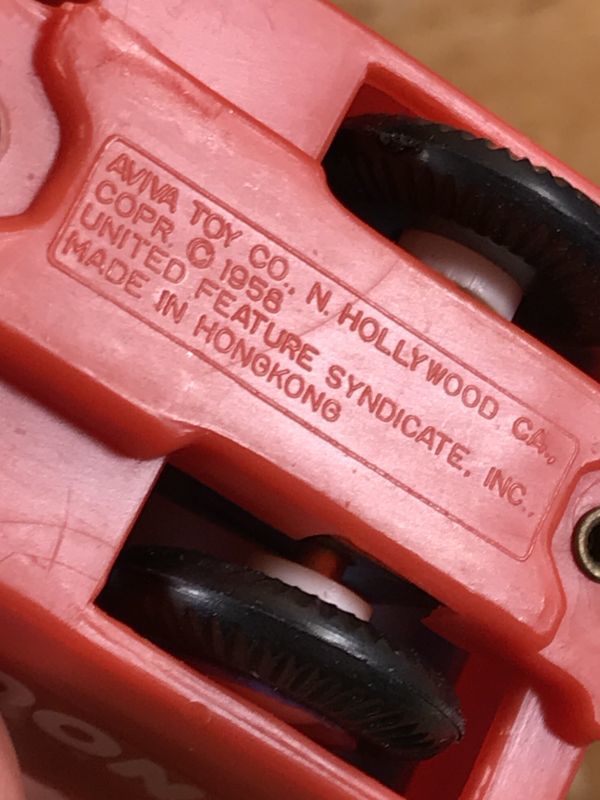 AVIVA TOY CO., N. HOLLYWOOD CA.,
COPR. © 1958
UNITED FEATURE SYNDICATE, INC.,
MADE IN HONGKONG